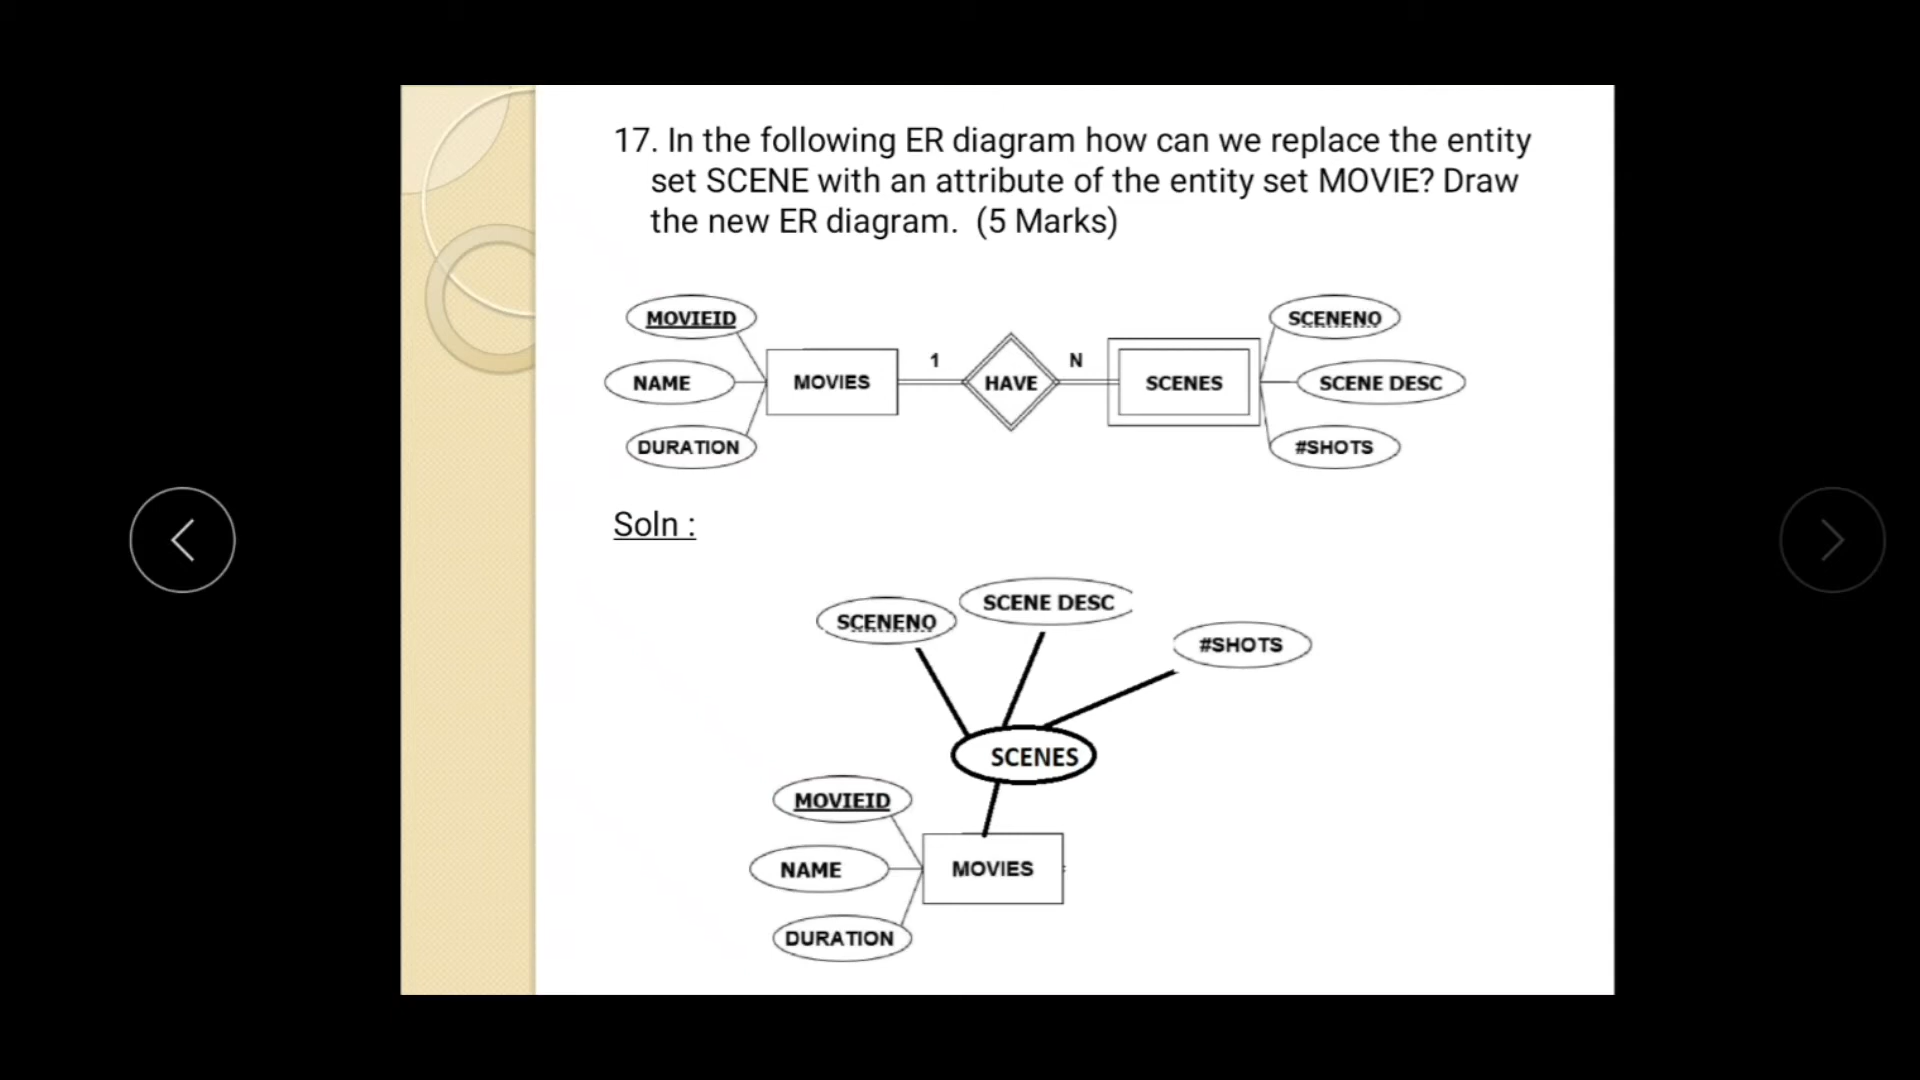 17. In the following ER diagram how can we replace the entity
set SCENE with an attribute of the entity set MOVIE? Draw
the new ER diagram. (5 Marks)
MOVIEID
SCENENO
1
N
NAME
MOVIES
HAVE
SCENES
SCENE DESC
DURATION
#SHOTS
Soln :
SCENENO
SCENE DESC
#SHOTS
SCENES
MOVIEID
NAME
MOVIES
DURATION